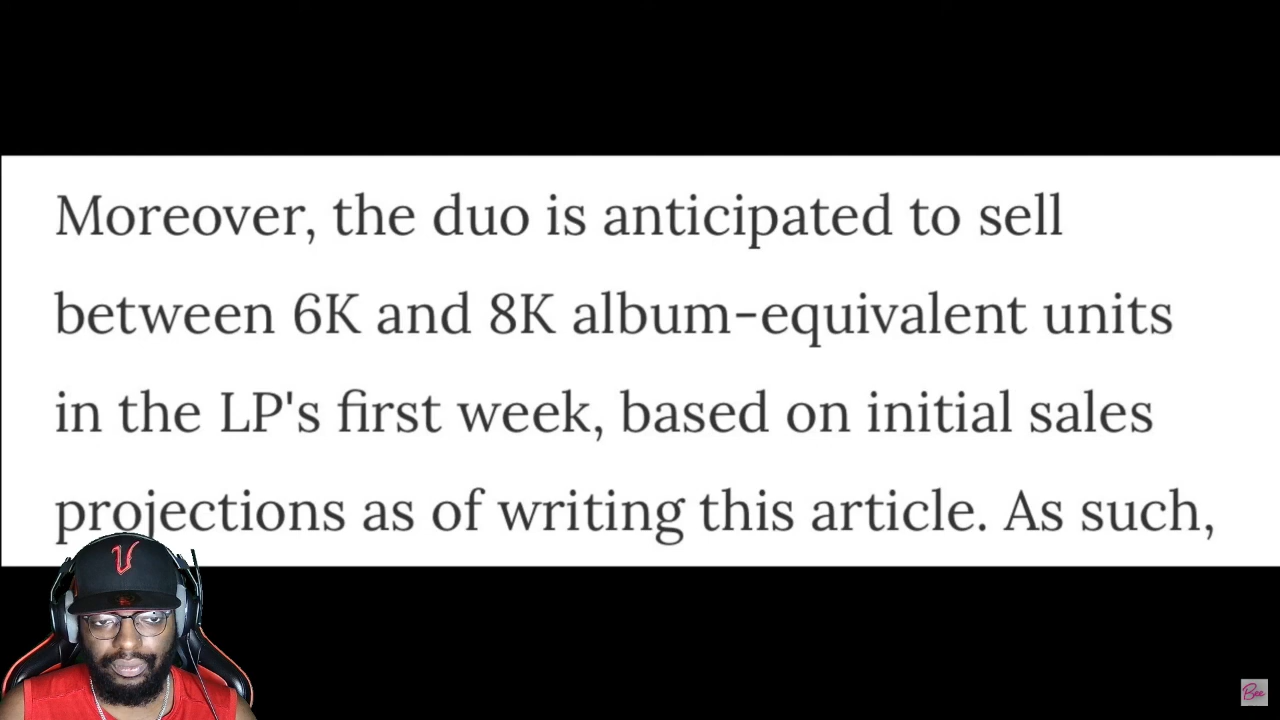 Moreover, the duo is anticipated to sell
between 6K and 8K album-equivalent units
in the LP's first week, based on initial sales
projections as of writing this article. As such,
V
Bee